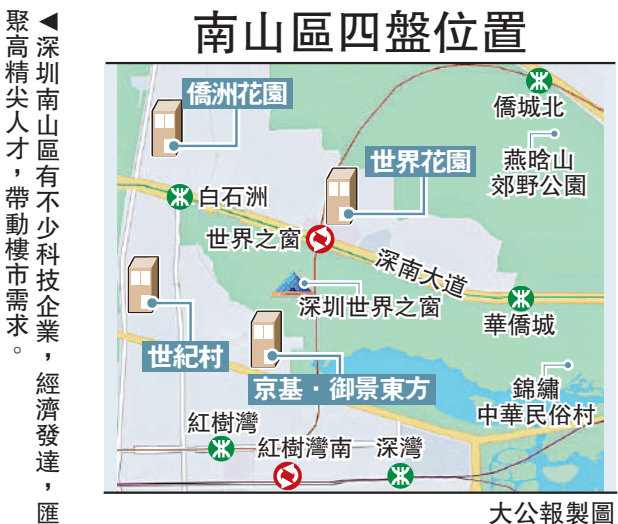 南山區四盤位置
◀深圳南山區有不少科技企業，經濟發達，匯
聚高精尖人才，帶動樓市需求。
僑洲花園
僑城北
世界花園
燕晗山
郊野公園
白石洲
世界之窗
深南大道
深圳世界之窗
華僑城
世紀村
京基·御景東方
錦繡
中華民俗村
紅樹灣
紅樹灣南
深灣
大公報製圖